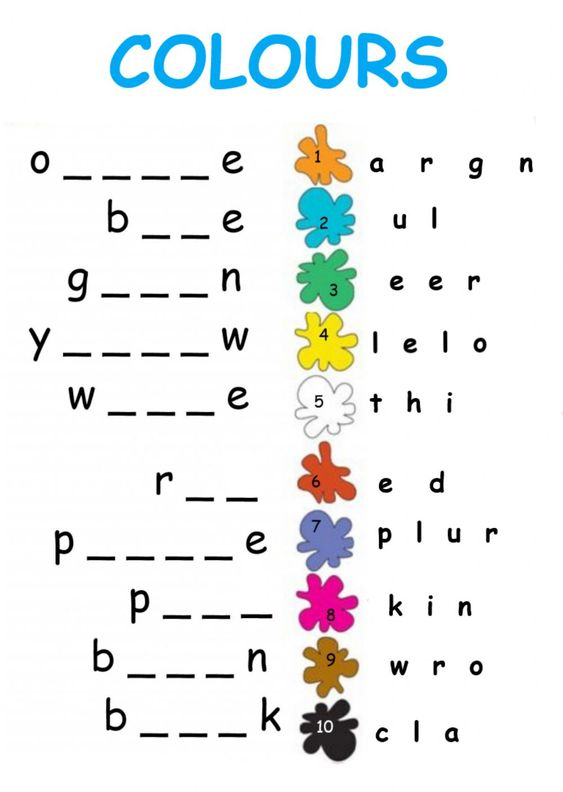 COLOURS
o _ _ _ _ e 1 a r g n
b _ _ e 2 u l
g _ _ _ n 3 e e r
y _ _ _ _ w 4 l e l o
w _ _ _ e 5 t h i
r _ _ 6 e d
p _ _ _ _ e 7 p l u r
p _ _ _ 8 k i n
b _ _ _ n 9 w r o
b _ _ _ k 10 c l a